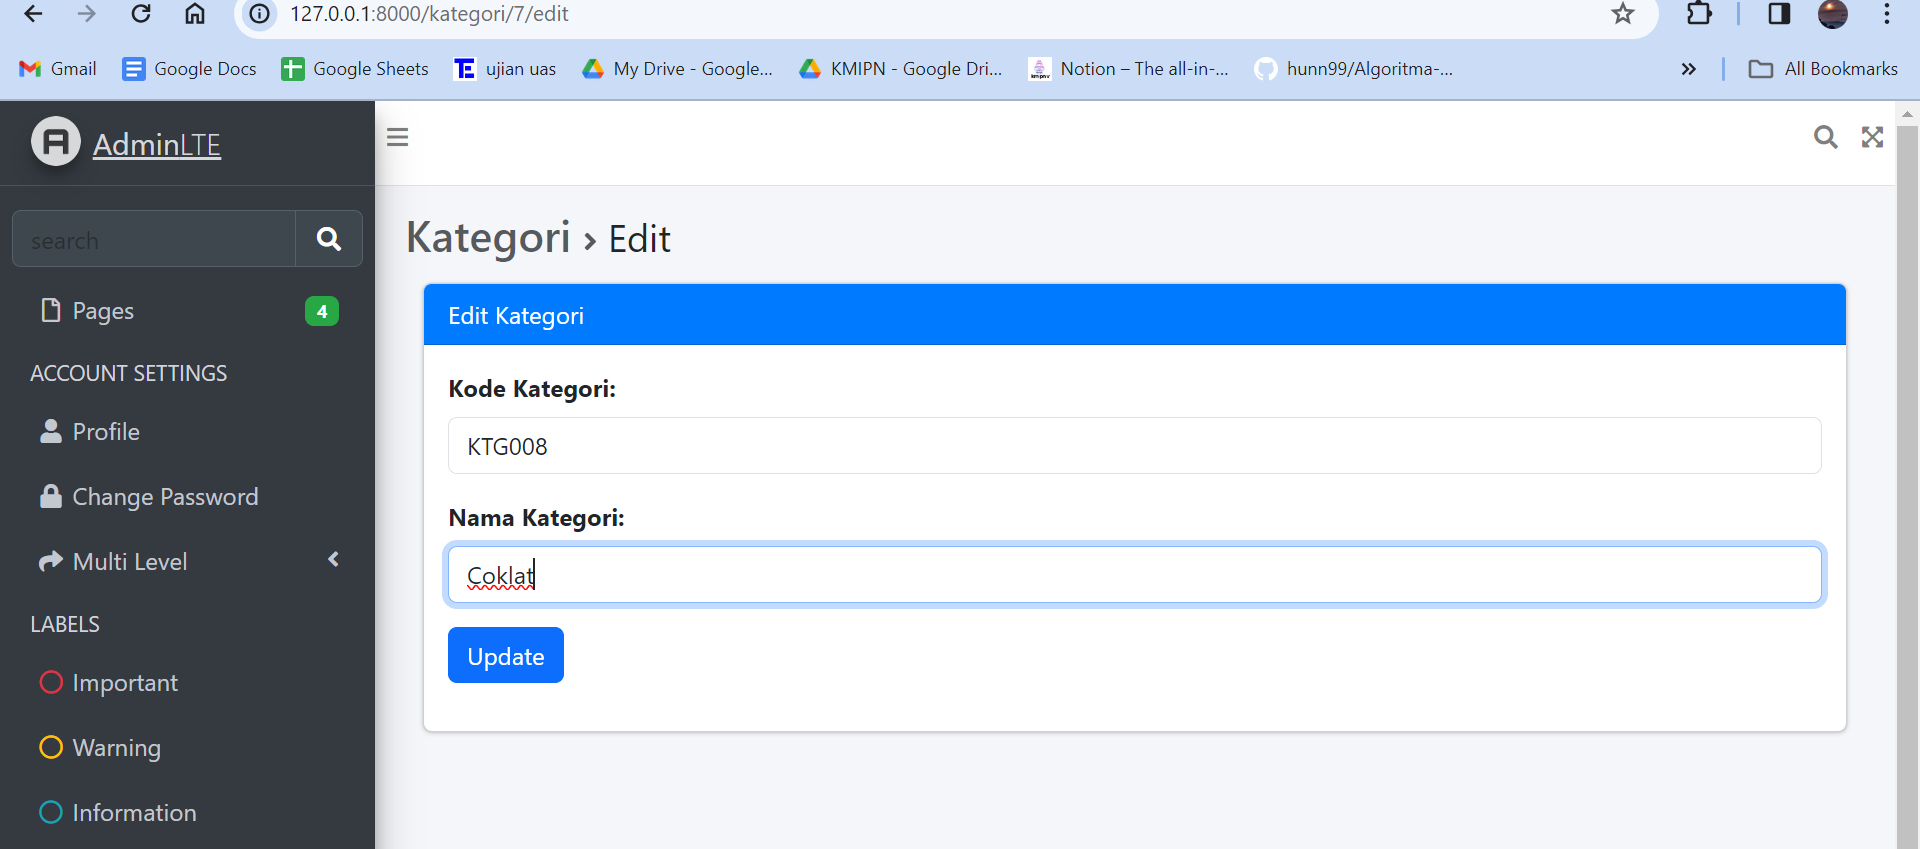 127.0.0.1:8000/kategori/7/edit
Gmail
Google Docs
Google Sheets
ujian uas
My Drive - Google...
KMIPN - Google Dri...
Notion – The all-in-...
hunn99/Algoritma-...
All Bookmarks
AdminLTE
search
Pages 4
ACCOUNT SETTINGS
Profile
Change Password
Multi Level
LABELS
Important
Warning
Information
Kategori › Edit
Edit Kategori
Kode Kategori:
KTG008
Nama Kategori:
Coklat
Update